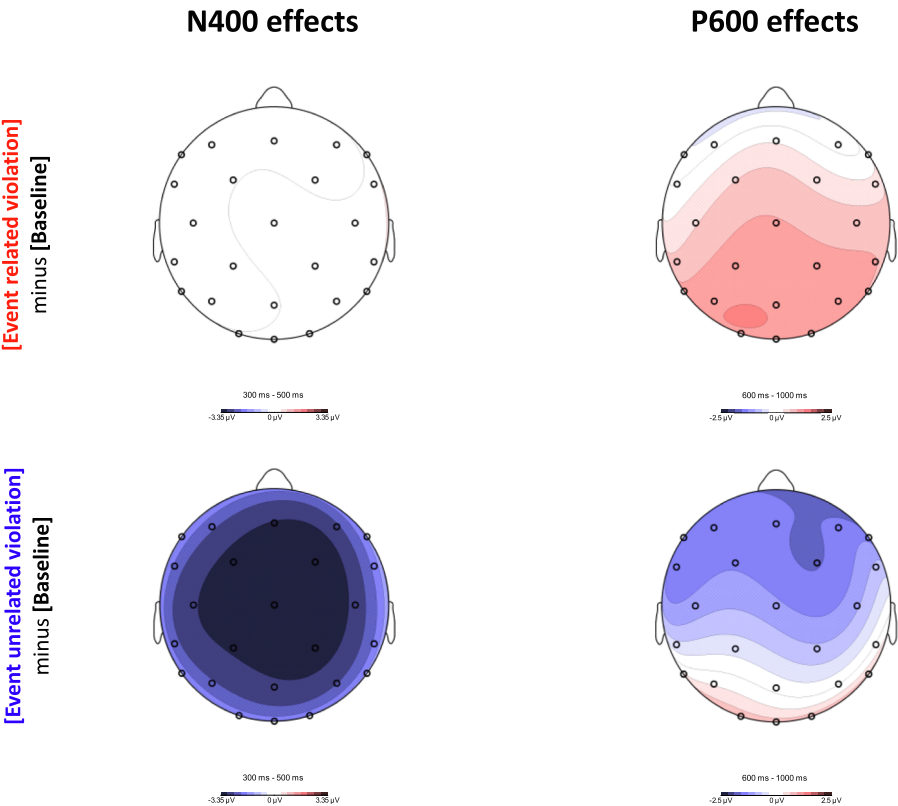 N400 effects
P600 effects
[Event related violation]
minus [Baseline]
300 ms - 500 ms
-3.35 µV 0 µV 3.35 µV
600 ms - 1000 ms
-2.5 µV 0 µV 2.5 µV
[Event unrelated violation]
minus [Baseline]
300 ms - 500 ms
-3.35 µV 0 µV 3.35 µV
600 ms - 1000 ms
-2.5 µV 0 µV 2.5 µV